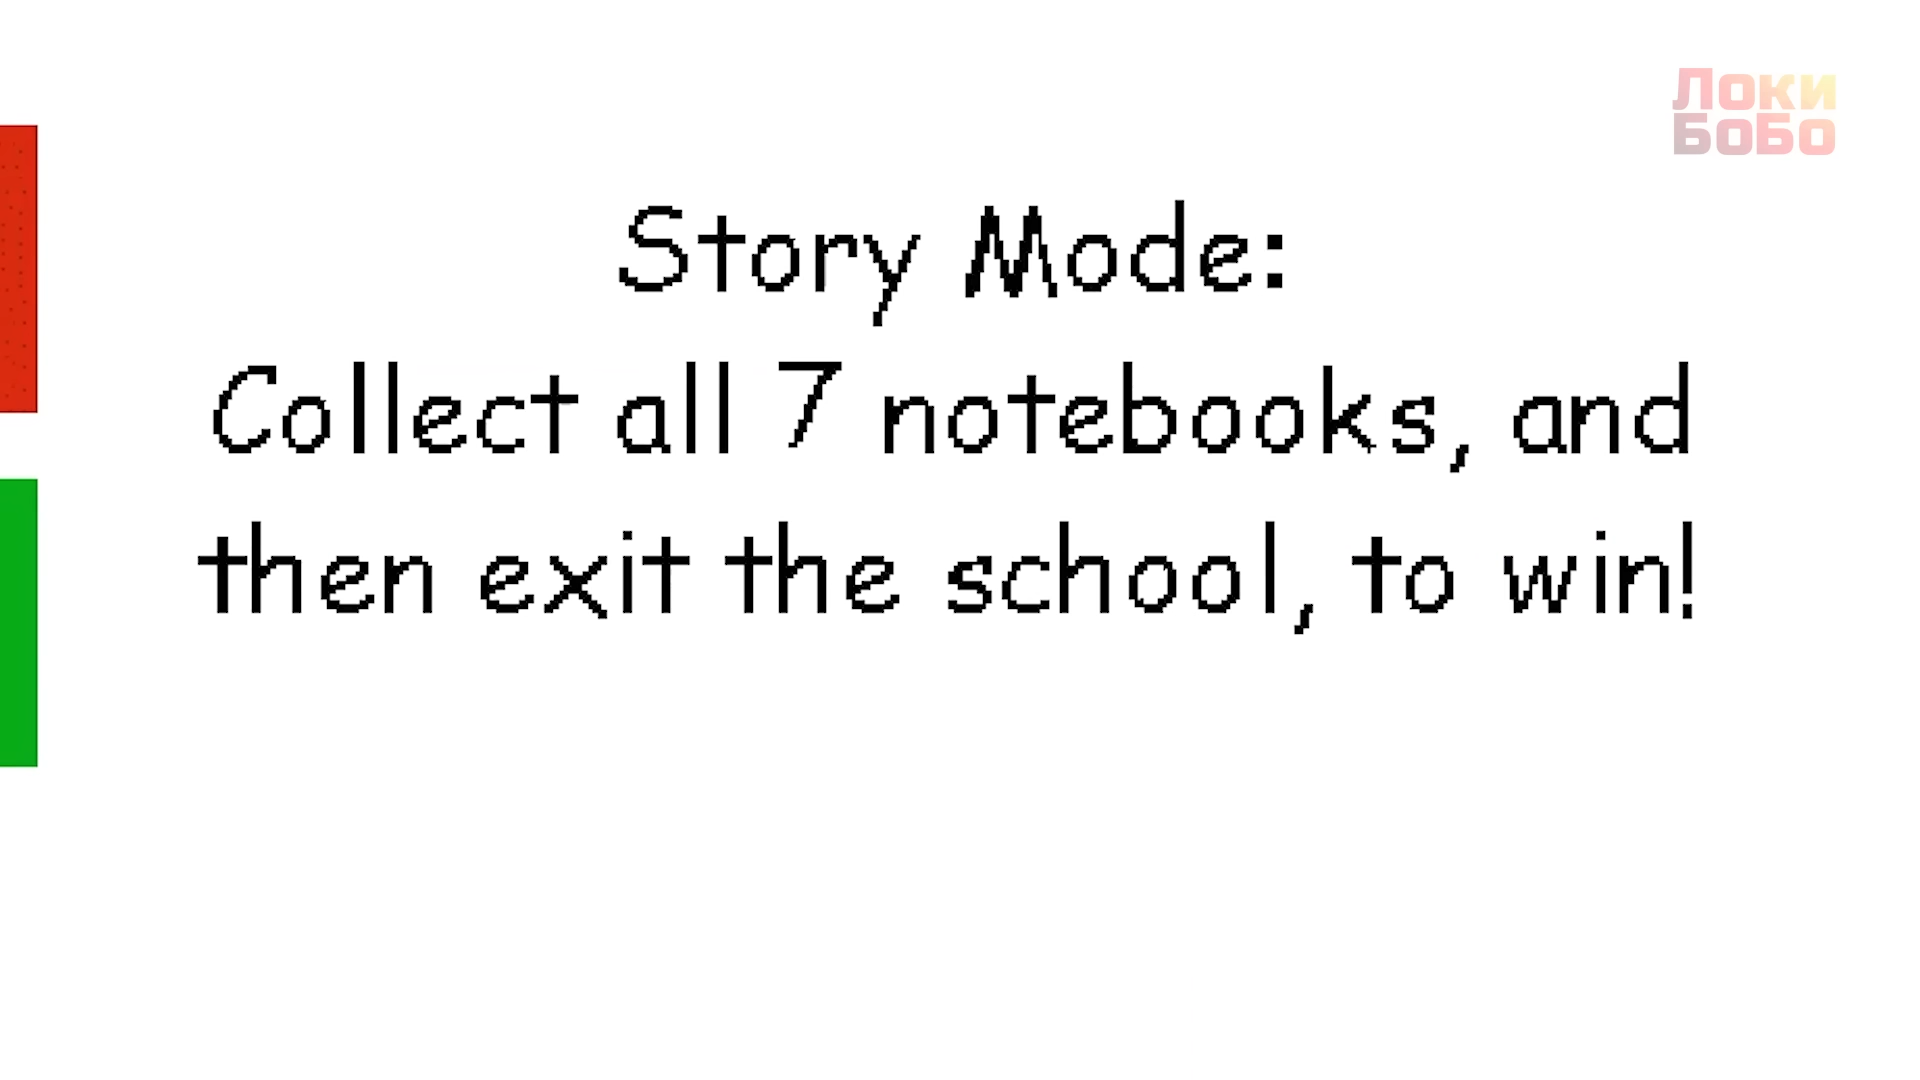 Локи
БоБо
Story Mode:
Collect all 7 notebooks, and
then exit the school, to win!